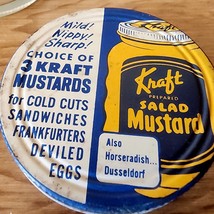 Mild!
Nippy!
Sharp!
CHOICE OF
3 KRAFT
MUSTARDS
for COLD CUTS
SANDWICHES
FRANKFURTERS
DEVILED
EGGS
Kraft
PREPARED
SALAD
Mustard
Also
Horseradish...
Dusseldorf